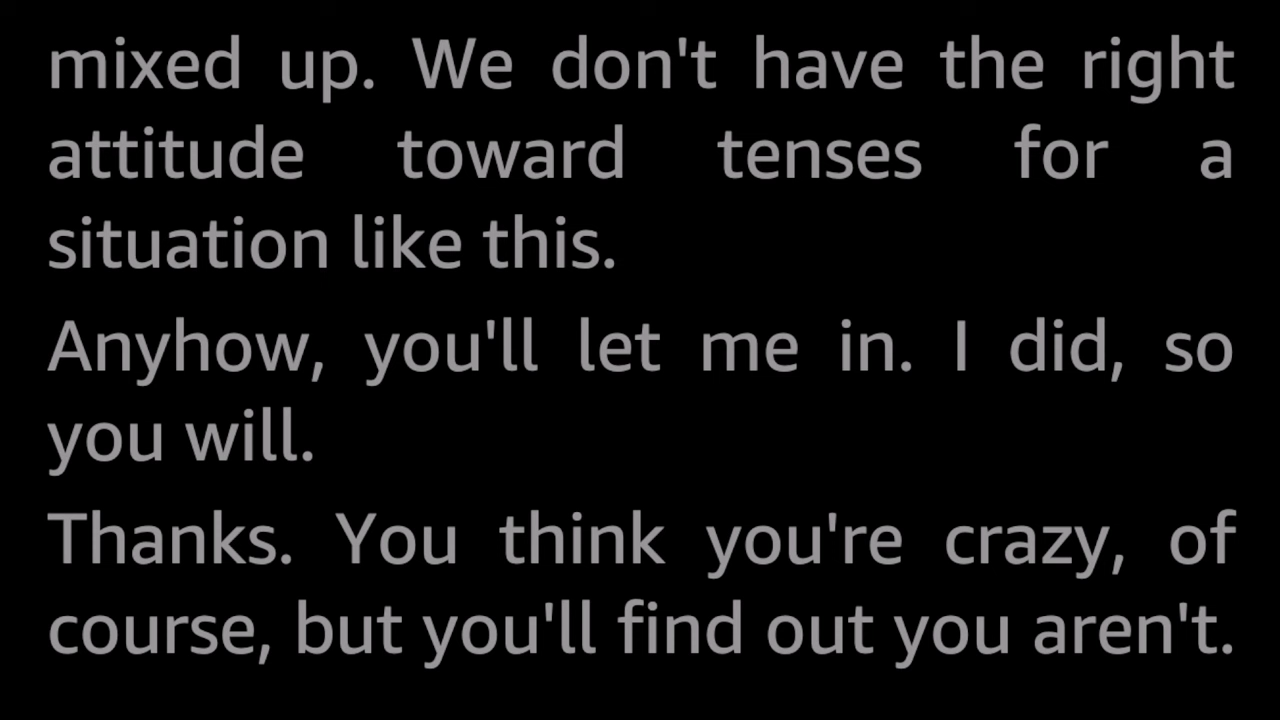 mixed up. We don't have the right
attitude toward tenses for a
situation like this.
Anyhow, you'll let me in. I did, so
you will.
Thanks. You think you're crazy, of
course, but you'll find out you aren't.